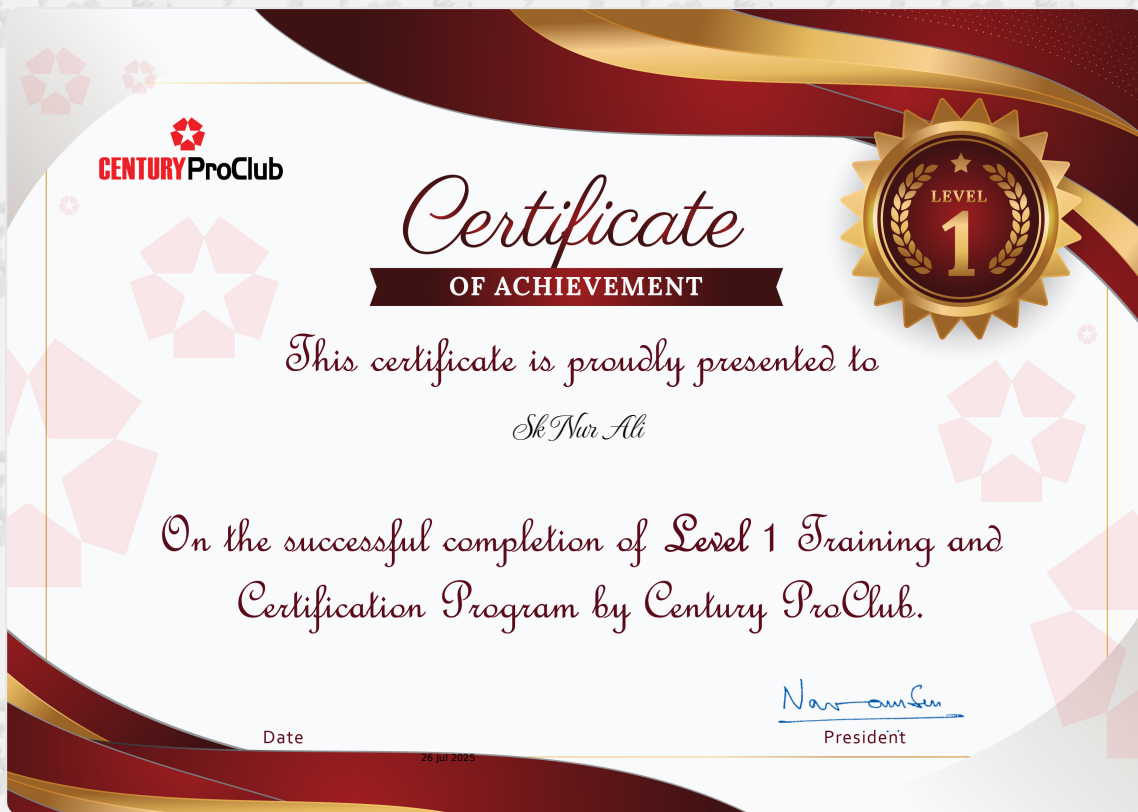 CENTURY ProClub
LEVEL
1
Certificate
OF ACHIEVEMENT
This certificate is proudly presented to
Sk Nur Ali
On the successful completion of Level 1 Training and
Certification Program by Century ProClub.
Date
President
26 Jul 2025